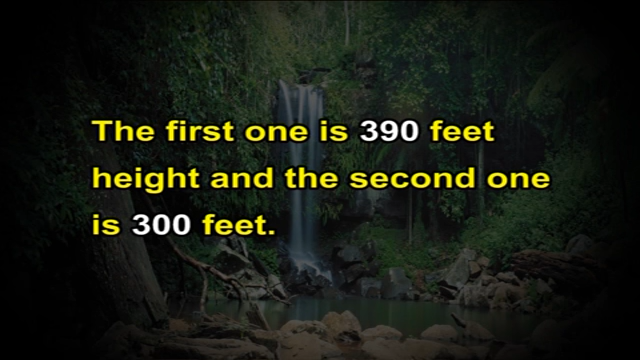 The first one is 390 feet
height and the second one
is 300 feet.